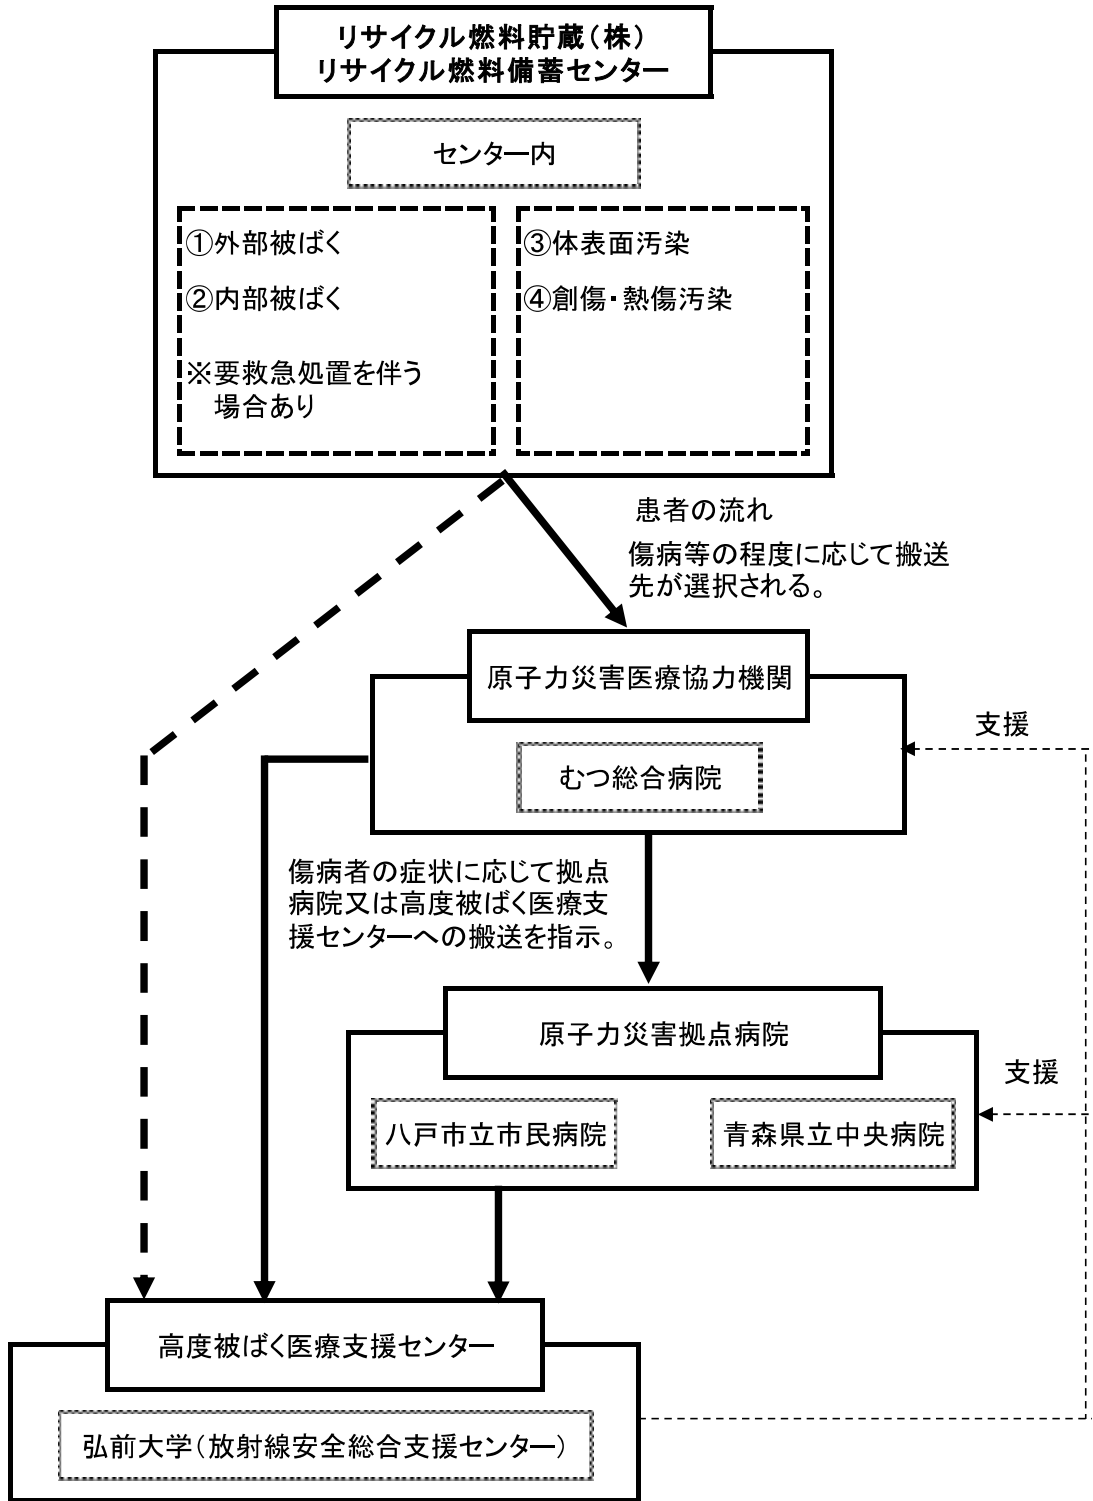 リサイクル燃料貯蔵（株）
リサイクル燃料備蓄センター
センター内
①外部被ばく
②内部被ばく
※要救急処置を伴う
場合あり
③体表面汚染
④創傷・熱傷汚染
患者の流れ
傷病等の程度に応じて搬送
先が選択される。
原子力災害医療協力機関
むつ総合病院
支援
傷病者の症状に応じて拠点
病院又は高度被ばく医療支
援センターへの搬送を指示。
原子力災害拠点病院
支援
八戸市立市民病院
青森県立中央病院
高度被ばく医療支援センター
弘前大学（放射線安全総合支援センター）